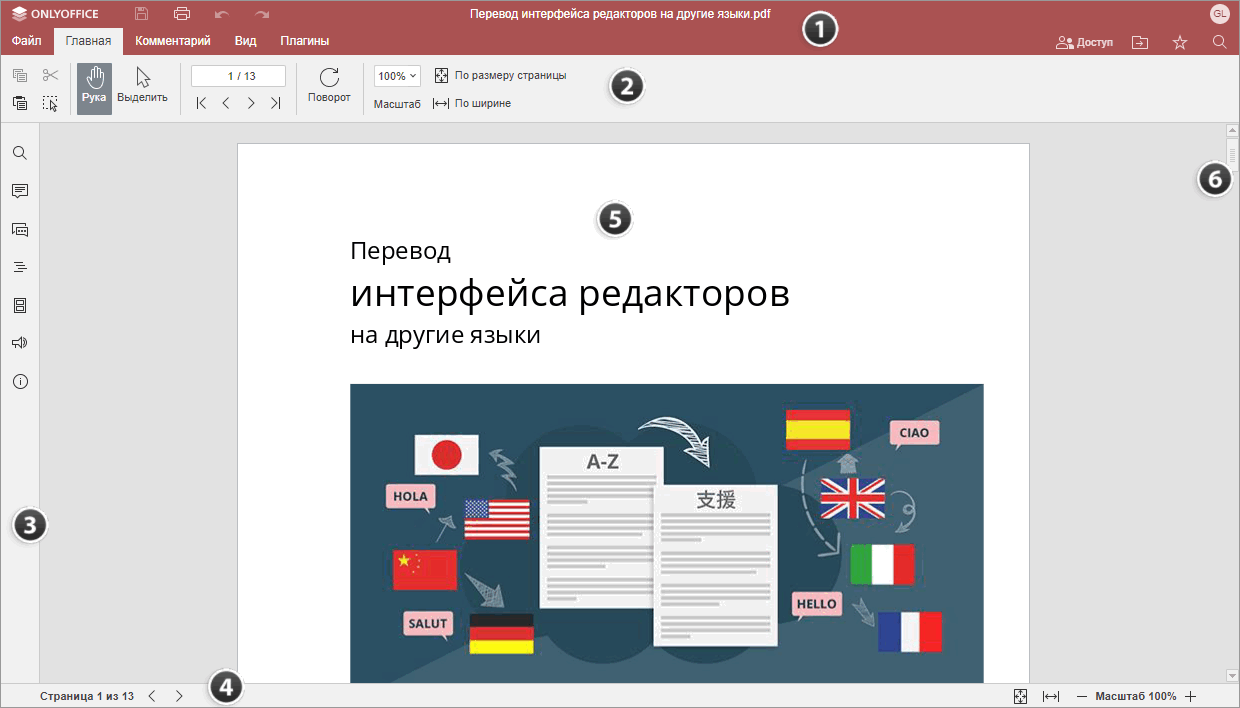 ONLYOFFICE
Перевод интерфейса редакторов на другие языки.pdf
GL
1
Файл
Главная
Комментарий
Вид
Плагины
Доступ
Рука
Выделить
1 / 13
Поворот
100%
Масштаб
По размеру страницы
По ширине
2
6
5
Перевод
интерфейса редакторов
на другие языки
A-Z
支援
CIAO
HOLA
HELLO
SALUT
3
Страница 1 из 13
4
Масштаб 100%